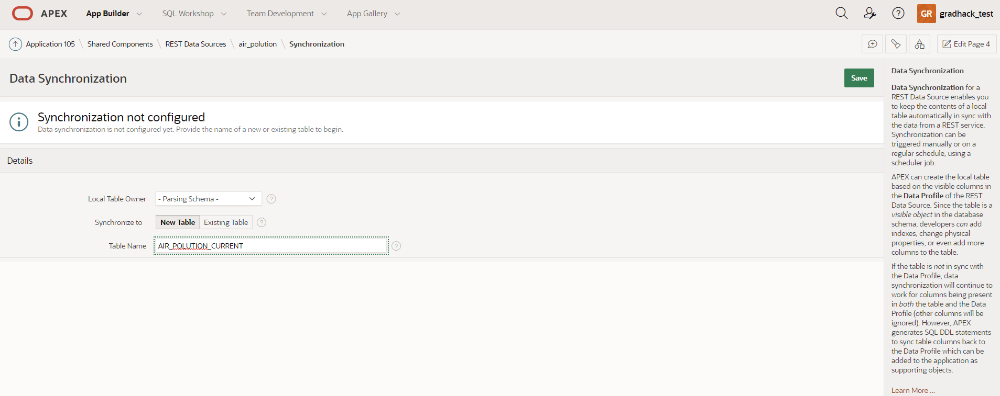 APEX App Builder SQL Workshop Team Development App Gallery GR gradhack_test
Application 105 \ Shared Components \ REST Data Sources \ air_polution \ Synchronization Edit Page 4
Data Synchronization
Save
Synchronization not configured
Data synchronization is not configured yet. Provide the name of a new or existing table to begin.
Details
Local Table Owner - Parsing Schema - ?
Synchronize to New Table Existing Table ?
Table Name AIR_POLUTION_CURRENT ?
Data Synchronization
Data Synchronization for a
REST Data Source enables you
to keep the contents of a local
table automatically in sync with
the data from a REST service.
Synchronization can be
triggered manually or on a
regular schedule, using a
scheduler job.
APEX can create the local table
based on the visible columns in
the Data Profile of the REST
Data Source. Since the table is a
visible object in the database
schema, developers can add
indexes, change physical
properties, or even add more
columns to the table.
If the table is not in sync with
the Data Profile, data
synchronization will continue to
work for columns being present
in both the table and the Data
Profile (other columns will be
ignored). However, APEX
generates SQL DDL statements
to sync table columns back to
the Data Profile which can be
added to the application as
supporting objects.
Learn More ...